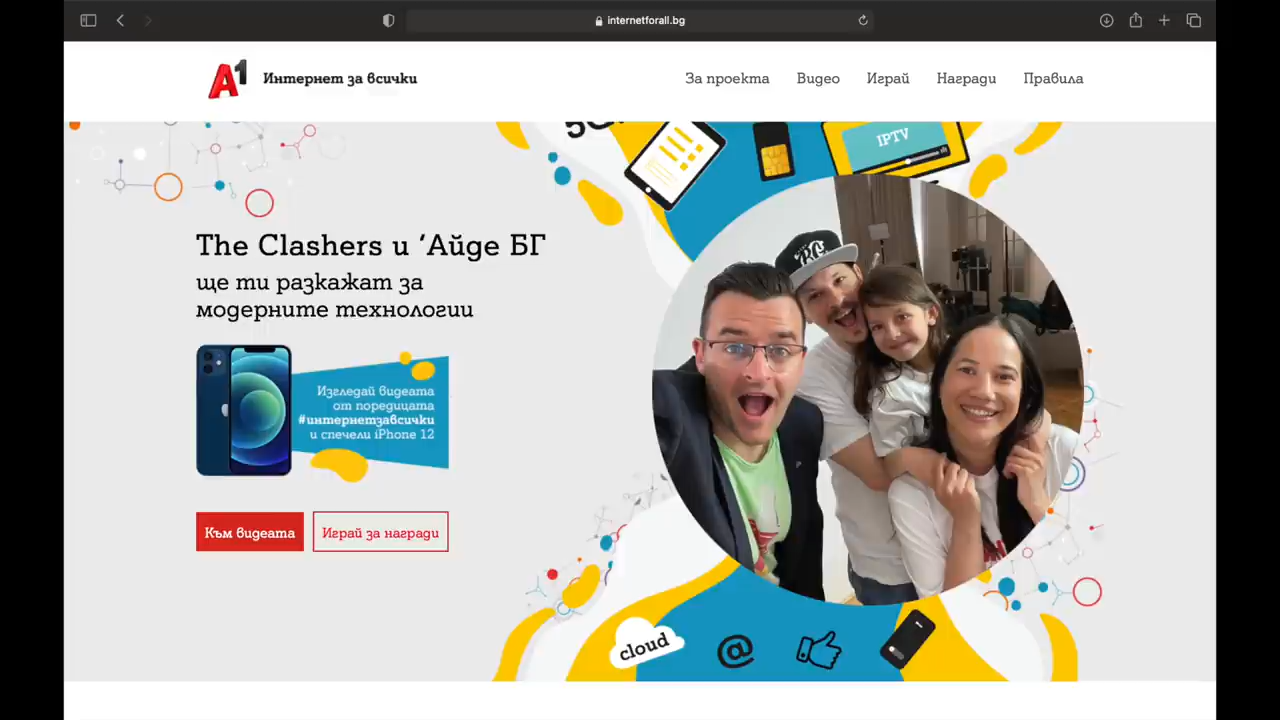 internetforall.bg
A1 Интернет за всички
За проекта Видео Играй Награди Правила
IPTV
The Clashers и ‘Айде БГ
ще ти разкажат за
модерните технологии
Изгледай видеата
от поредицата
#интернетзавсички
и спечели iPhone 12
Към видеата
Играй за награди
cloud
@